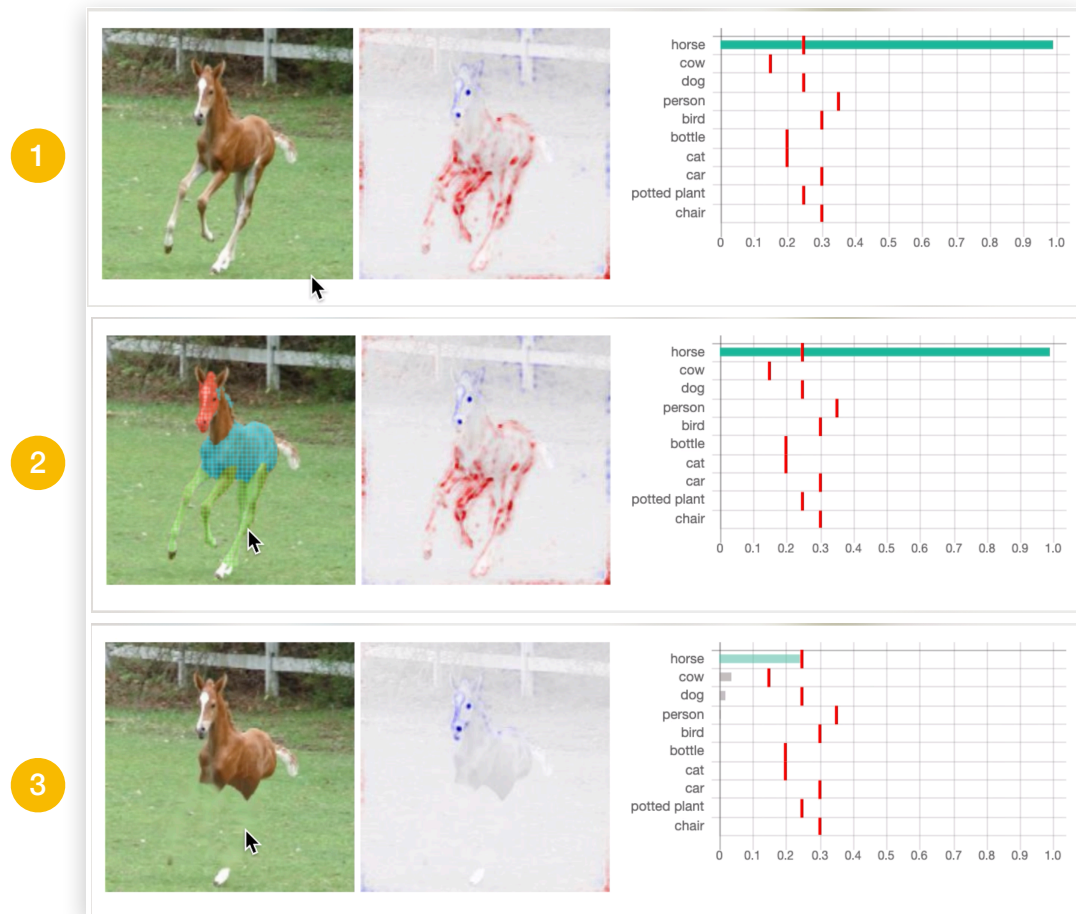 1
horse
cow
dog
person
bird
bottle
cat
car
potted plant
chair
0 0.1 0.2 0.3 0.4 0.5 0.6 0.7 0.8 0.9 1.0
2
horse
cow
dog
person
bird
bottle
cat
car
potted plant
chair
0 0.1 0.2 0.3 0.4 0.5 0.6 0.7 0.8 0.9 1.0
3
horse
cow
dog
person
bird
bottle
cat
car
potted plant
chair
0 0.1 0.2 0.3 0.4 0.5 0.6 0.7 0.8 0.9 1.0